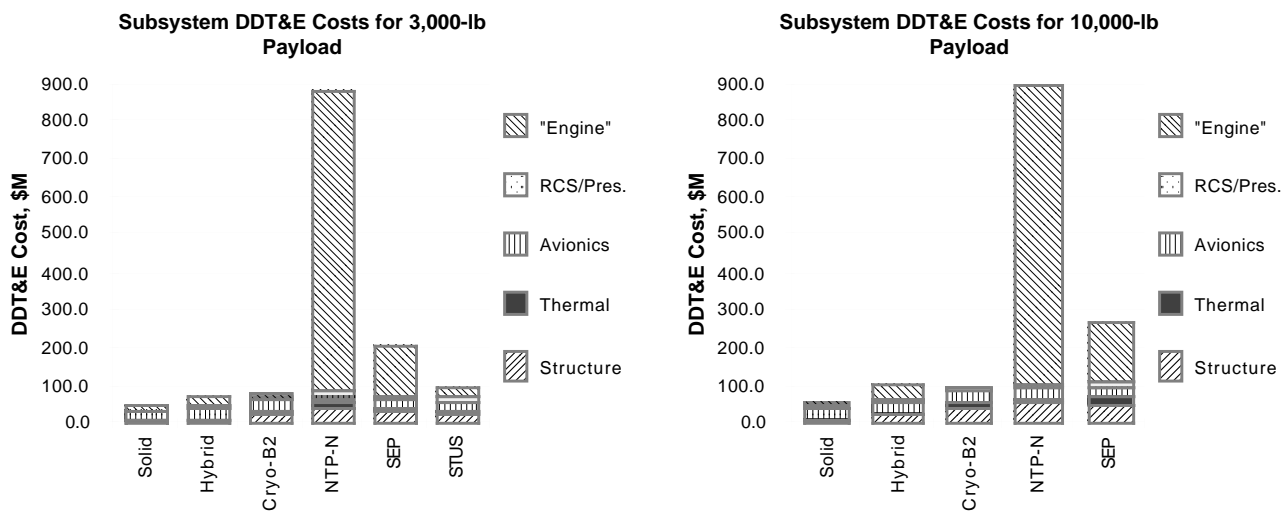 Subsystem DDT&E Costs for 3,000-lb
Payload
DDT&E Cost, $M
900.0
800.0
700.0
600.0
500.0
400.0
300.0
200.0
100.0
0.0
Solid
Hybrid
Cryo-B2
NTP-N
SEP
STUS
"Engine"
RCS/Pres.
Avionics
Thermal
Structure
Subsystem DDT&E Costs for 10,000-lb
Payload
DDT&E Cost, $M
900.0
800.0
700.0
600.0
500.0
400.0
300.0
200.0
100.0
0.0
Solid
Hybrid
Cryo-B2
NTP-N
SEP
"Engine"
RCS/Pres.
Avionics
Thermal
Structure